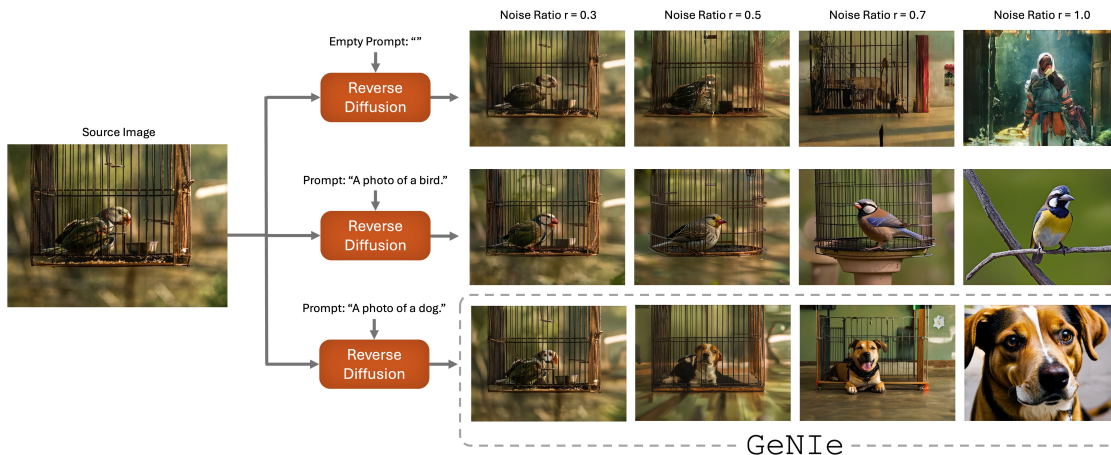 Noise Ratio r = 0.3
Noise Ratio r = 0.5
Noise Ratio r = 0.7
Noise Ratio r = 1.0
Empty Prompt: “”
Reverse
Diffusion
Source Image
Prompt: “A photo of a bird.”
Reverse
Diffusion
Prompt: “A photo of a dog.”
Reverse
Diffusion
GeNIe